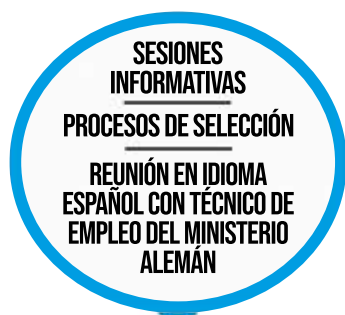 SESIONES
INFORMATIVAS
PROCESOS DE SELECCIÓN
REUNIÓN EN IDIOMA
ESPAÑOL CON TÉCNICO DE
EMPLEO DEL MINISTERIO
ALEMÁN